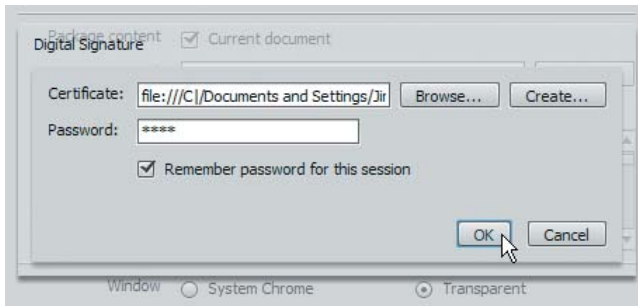 Package content Current document
Digital Signature
Certificate: file:///C|/Documents and Settings/Jir Browse... Create...
Password: ****
Remember password for this session
OK Cancel
Window System Chrome Transparent